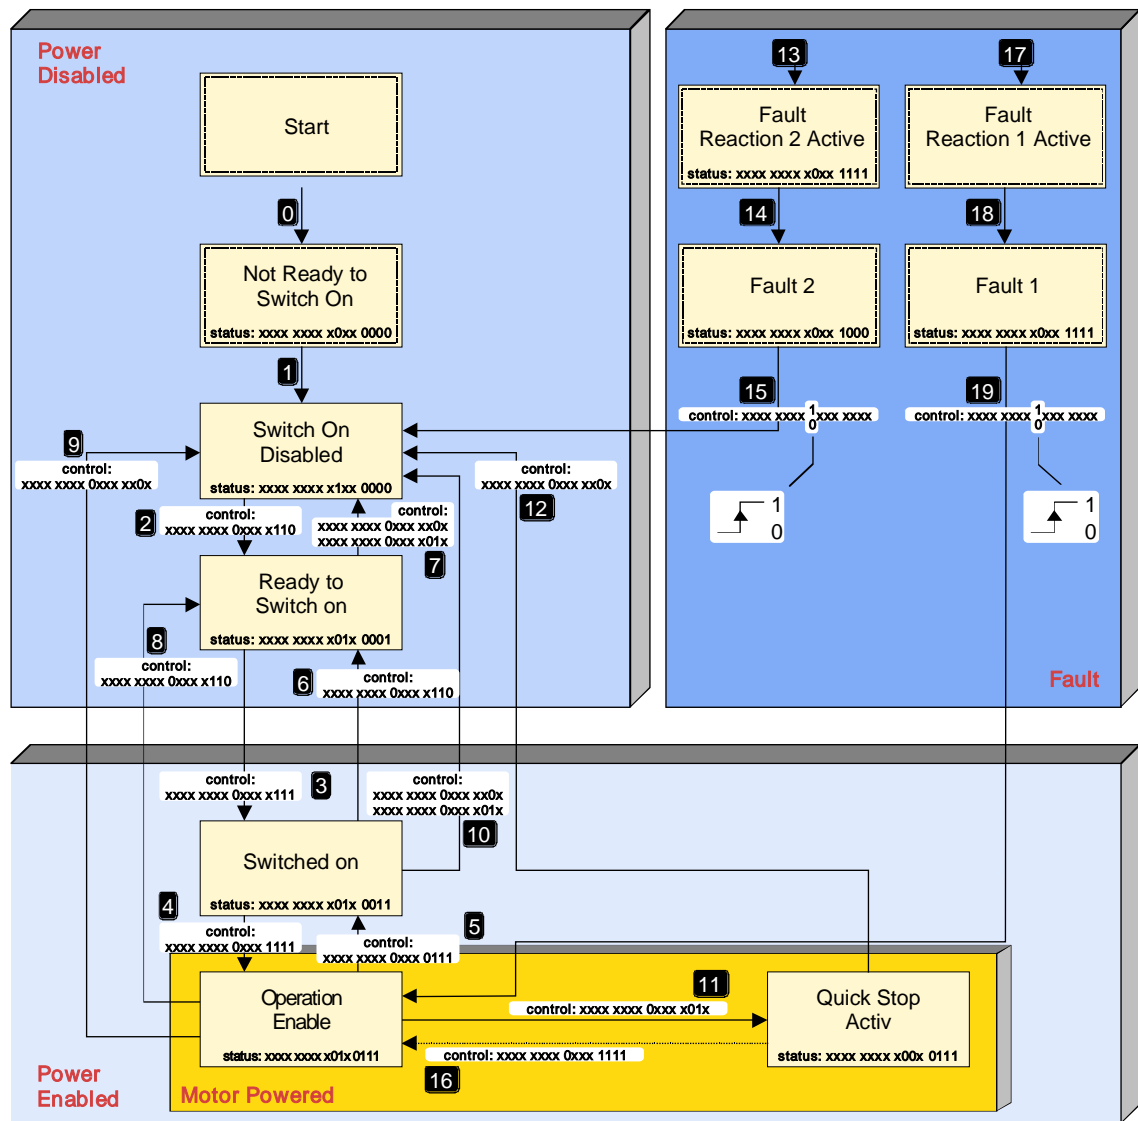 Power
Disabled
Start
0
Not Ready to
Switch On
status: xxxx xxxx x0xx 0000
1
Switch On
Disabled
status: xxxx xxxx x1xx 0000
9
control:
xxxx xxxx 0xxx xx0x
2
control:
xxxx xxxx 0xxx x110
control:
xxxx xxxx 0xxx xx0x
xxxx xxxx 0xxx x01x
7
control:
xxxx xxxx 0xxx xx0x
12
Ready to
Switch on
status: xxxx xxxx x01x 0001
8
control:
xxxx xxxx 0xxx x110
6
control:
xxxx xxxx 0xxx x110
13
Fault
Reaction 2 Active
status: xxxx xxxx x0xx 1111
14
Fault 2
status: xxxx xxxx x0xx 1000
15
control: xxxx xxxx 1 xxx xxxx
0
1
0
17
Fault
Reaction 1 Active
18
Fault 1
status: xxxx xxxx x0xx 1111
19
control: xxxx xxxx 1 xxx xxxx
0
1
0
Fault
control:
xxxx xxxx 0xxx x111
3
control:
xxxx xxxx 0xxx xx0x
xxxx xxxx 0xxx x01x
10
Switched on
status: xxxx xxxx x01x 0011
4
control:
xxxx xxxx 0xxx 1111
control:
xxxx xxxx 0xxx 0111
5
Operation
Enable
status: xxxx xxxx x01x 0111
11
control: xxxx xxxx 0xxx x01x
control: xxxx xxxx 0xxx 1111
16
Quick Stop
Activ
status: xxxx xxxx x00x 0111
Power
Enabled
Motor Powered